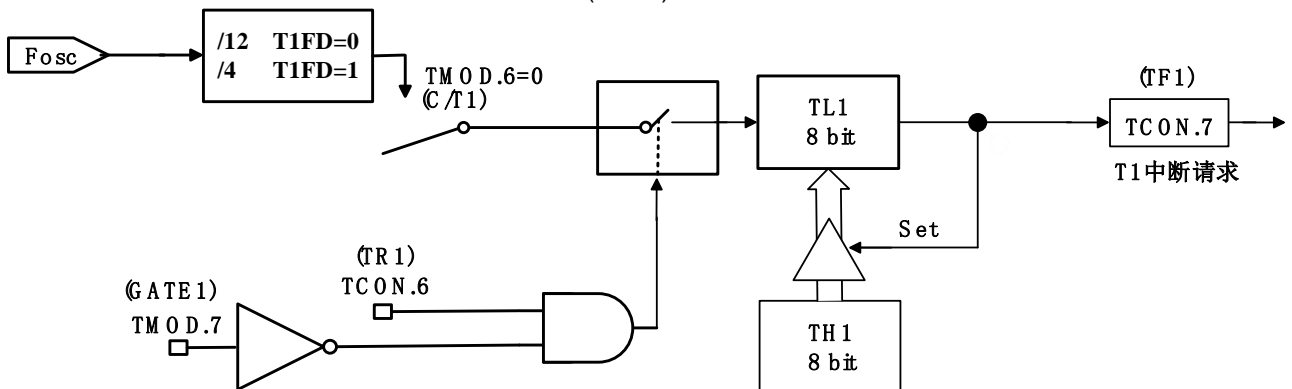 Fosc
/12 T1FD=0
/4 T1FD=1
TMOD.6=0
(C/T1)
TL1
8 bit
(TF1)
TCON.7
T1中断请求
Set
(TR1)
TCON.6
(GATE1)
TMOD.7
TH1
8 bit